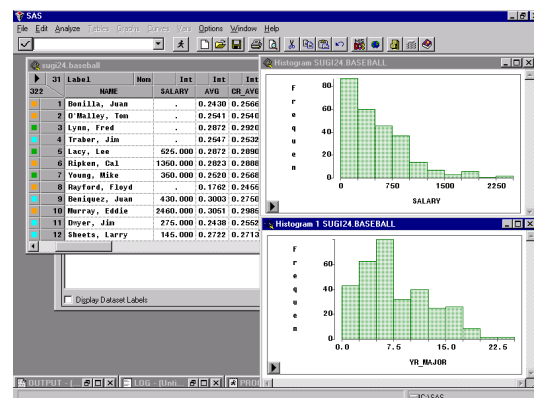 SAS
File Edit Analyze Tables Graphs Curves Vars Options Window Help
sugi24.baseball
31 Label Nom Int Int Int
322 NAME SALARY AVG CR_AVG
1 Bonilla, Juan . 0.2430 0.2566
2 O'Malley, Tom . 0.2541 0.2540
3 Lynn, Fred . 0.2872 0.2920
4 Traber, Jim . 0.2547 0.2532
5 Lacy, Lee 525.000 0.2872 0.2890
6 Ripken, Cal 1350.000 0.2823 0.2888
7 Young, Mike 350.000 0.2520 0.2568
8 Rayford, Floyd . 0.1762 0.2455
9 Beniquez, Juan 430.000 0.3003 0.2750
10 Murray, Eddie 2460.000 0.3051 0.2985
11 Dwyer, Jim 275.000 0.2438 0.2552
12 Sheets, Larry 145.000 0.2722 0.2713
Display Dataset Labels
Histogram SUGI24.BASEBALL
Frequen
80
60
40
20
0
0 750 1500 2250
SALARY
Histogram 1 SUGI24.BASEBALL
Frequen
60
40
20
0
0.0 7.5 15.0 22.5
YR_MAJOR
OUTPUT - (
LOG - (Unti...
PROG
C:\SAS